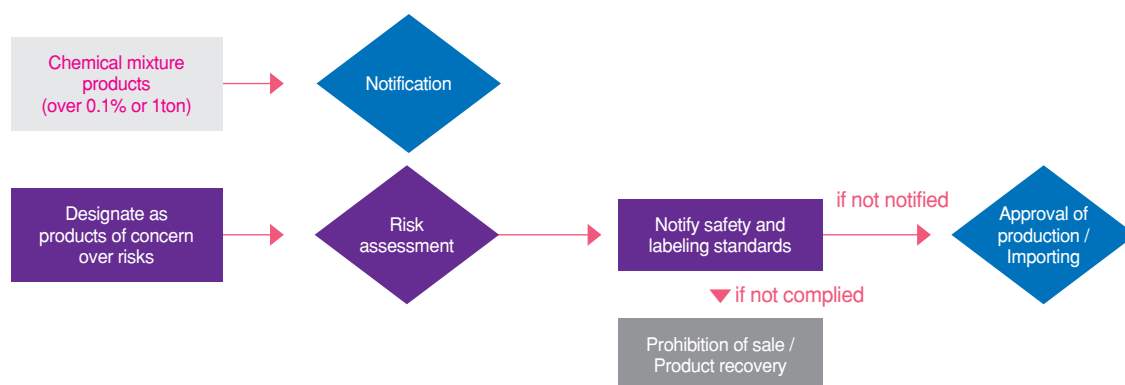 Chemical mixture
products
(over 0.1% or 1ton)
Notification
Designate as
products of concern
over risks
Risk
assessment
Notify safety and
labeling standards
if not notified
Approval of
production /
Importing
if not complied
Prohibition of sale /
Product recovery